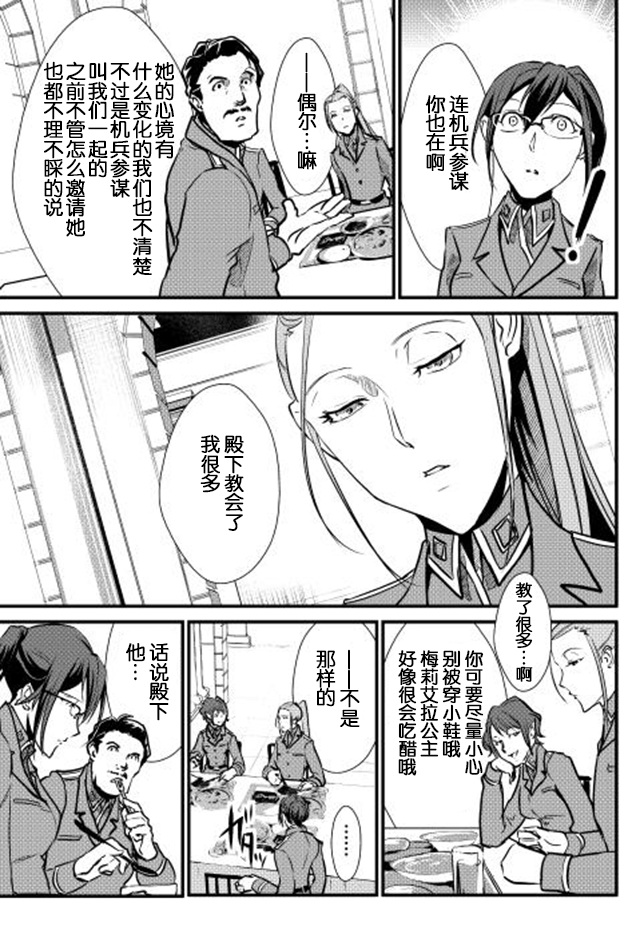 连机兵参谋
你也在啊
——偶尔…嘛
她的心境有
什么变化的我们也不清楚
不过是机兵参谋
叫我们一起的
之前不管怎么邀请她
也都不理不睬的说
殿下教会了
我很多
教了很多…啊
你可要尽量小心
别被穿小鞋哦
梅莉艾拉公主
好像很会吃醋哦
——不是
那样的
……
ガタ
话说殿下
他…